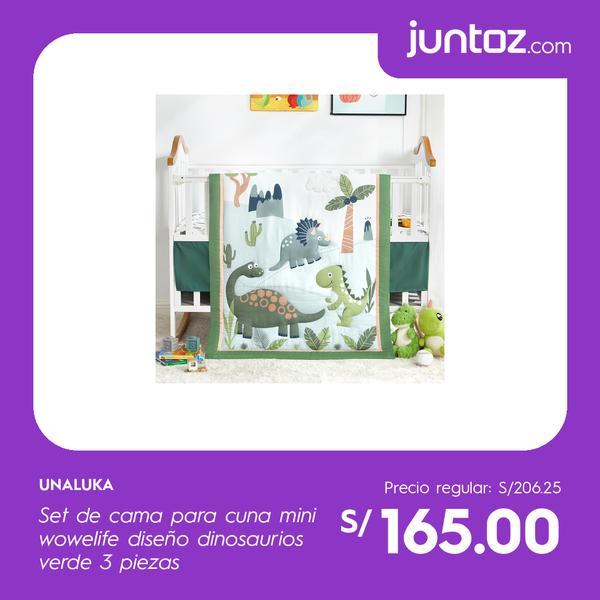 juntoz.com
UNALUKA
Set de cama para cuna mini
wowelife diseño dinosaurios
verde 3 piezas
Precio regular: S/206.25
S/165.00